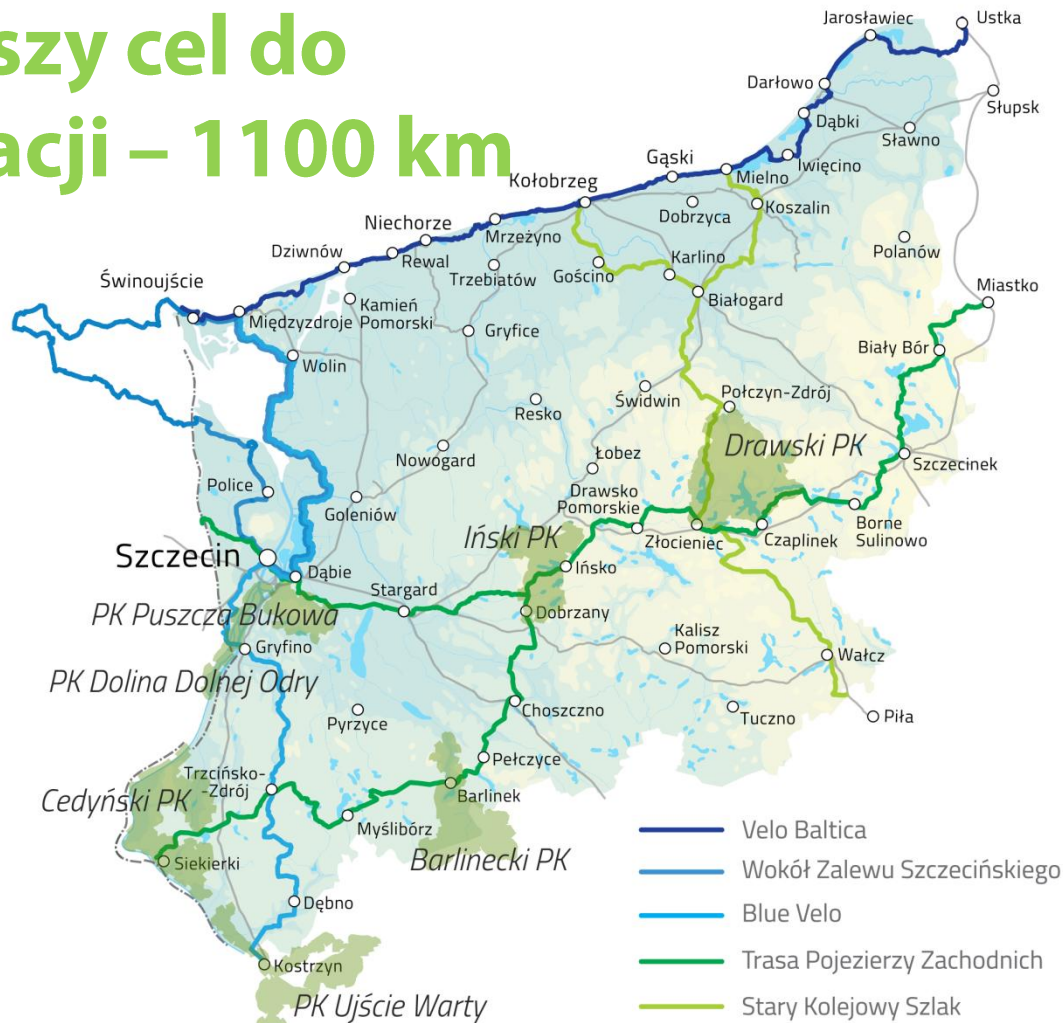 szy cel do
acji – 1100 km
Jarosławiec
Ustka
Darłowo
Słupsk
Dąbki
Sławno
Iwięcino
Gąski
Mielno
Kołobrzeg
Dobrzyca
Koszalin
Niechorze
Mrzeżyno
Dziwnów
Rewal
Trzebiatów
Gościno
Karlino
Polanów
Świnoujście
Białogard
Miastko
Międzyzdroje
Kamień
Pomorski
Gryfice
Biały Bór
Wolin
Resko
Świdwin
Połczyn-Zdrój
Drawski PK
Nowogard
Łobez
Szczecinek
Police
Goleniów
Drawsko
Pomorskie
Iński PK
Złocieniec
Czaplinek
Borne
Sulinowo
Szczecin
Dąbie
Ińsko
Stargard
PK Puszcza Bukowa
Dobrzany
Gryfino
Kalisz
Pomorski
Wałcz
PK Dolina Dolnej Odry
Choszczno
Pyrzyce
Tuczno
Piła
Pełczyce
Trzcińsko-
-Zdrój
Cedyński PK
Barlinek
Myślibórz
Siekierki
Barlinecki PK
Dębno
Kostrzyn
PK Ujście Warty
Velo Baltica
Wokół Zalewu Szczecińskiego
Blue Velo
Trasa Pojezierzy Zachodnich
Stary Kolejowy Szlak